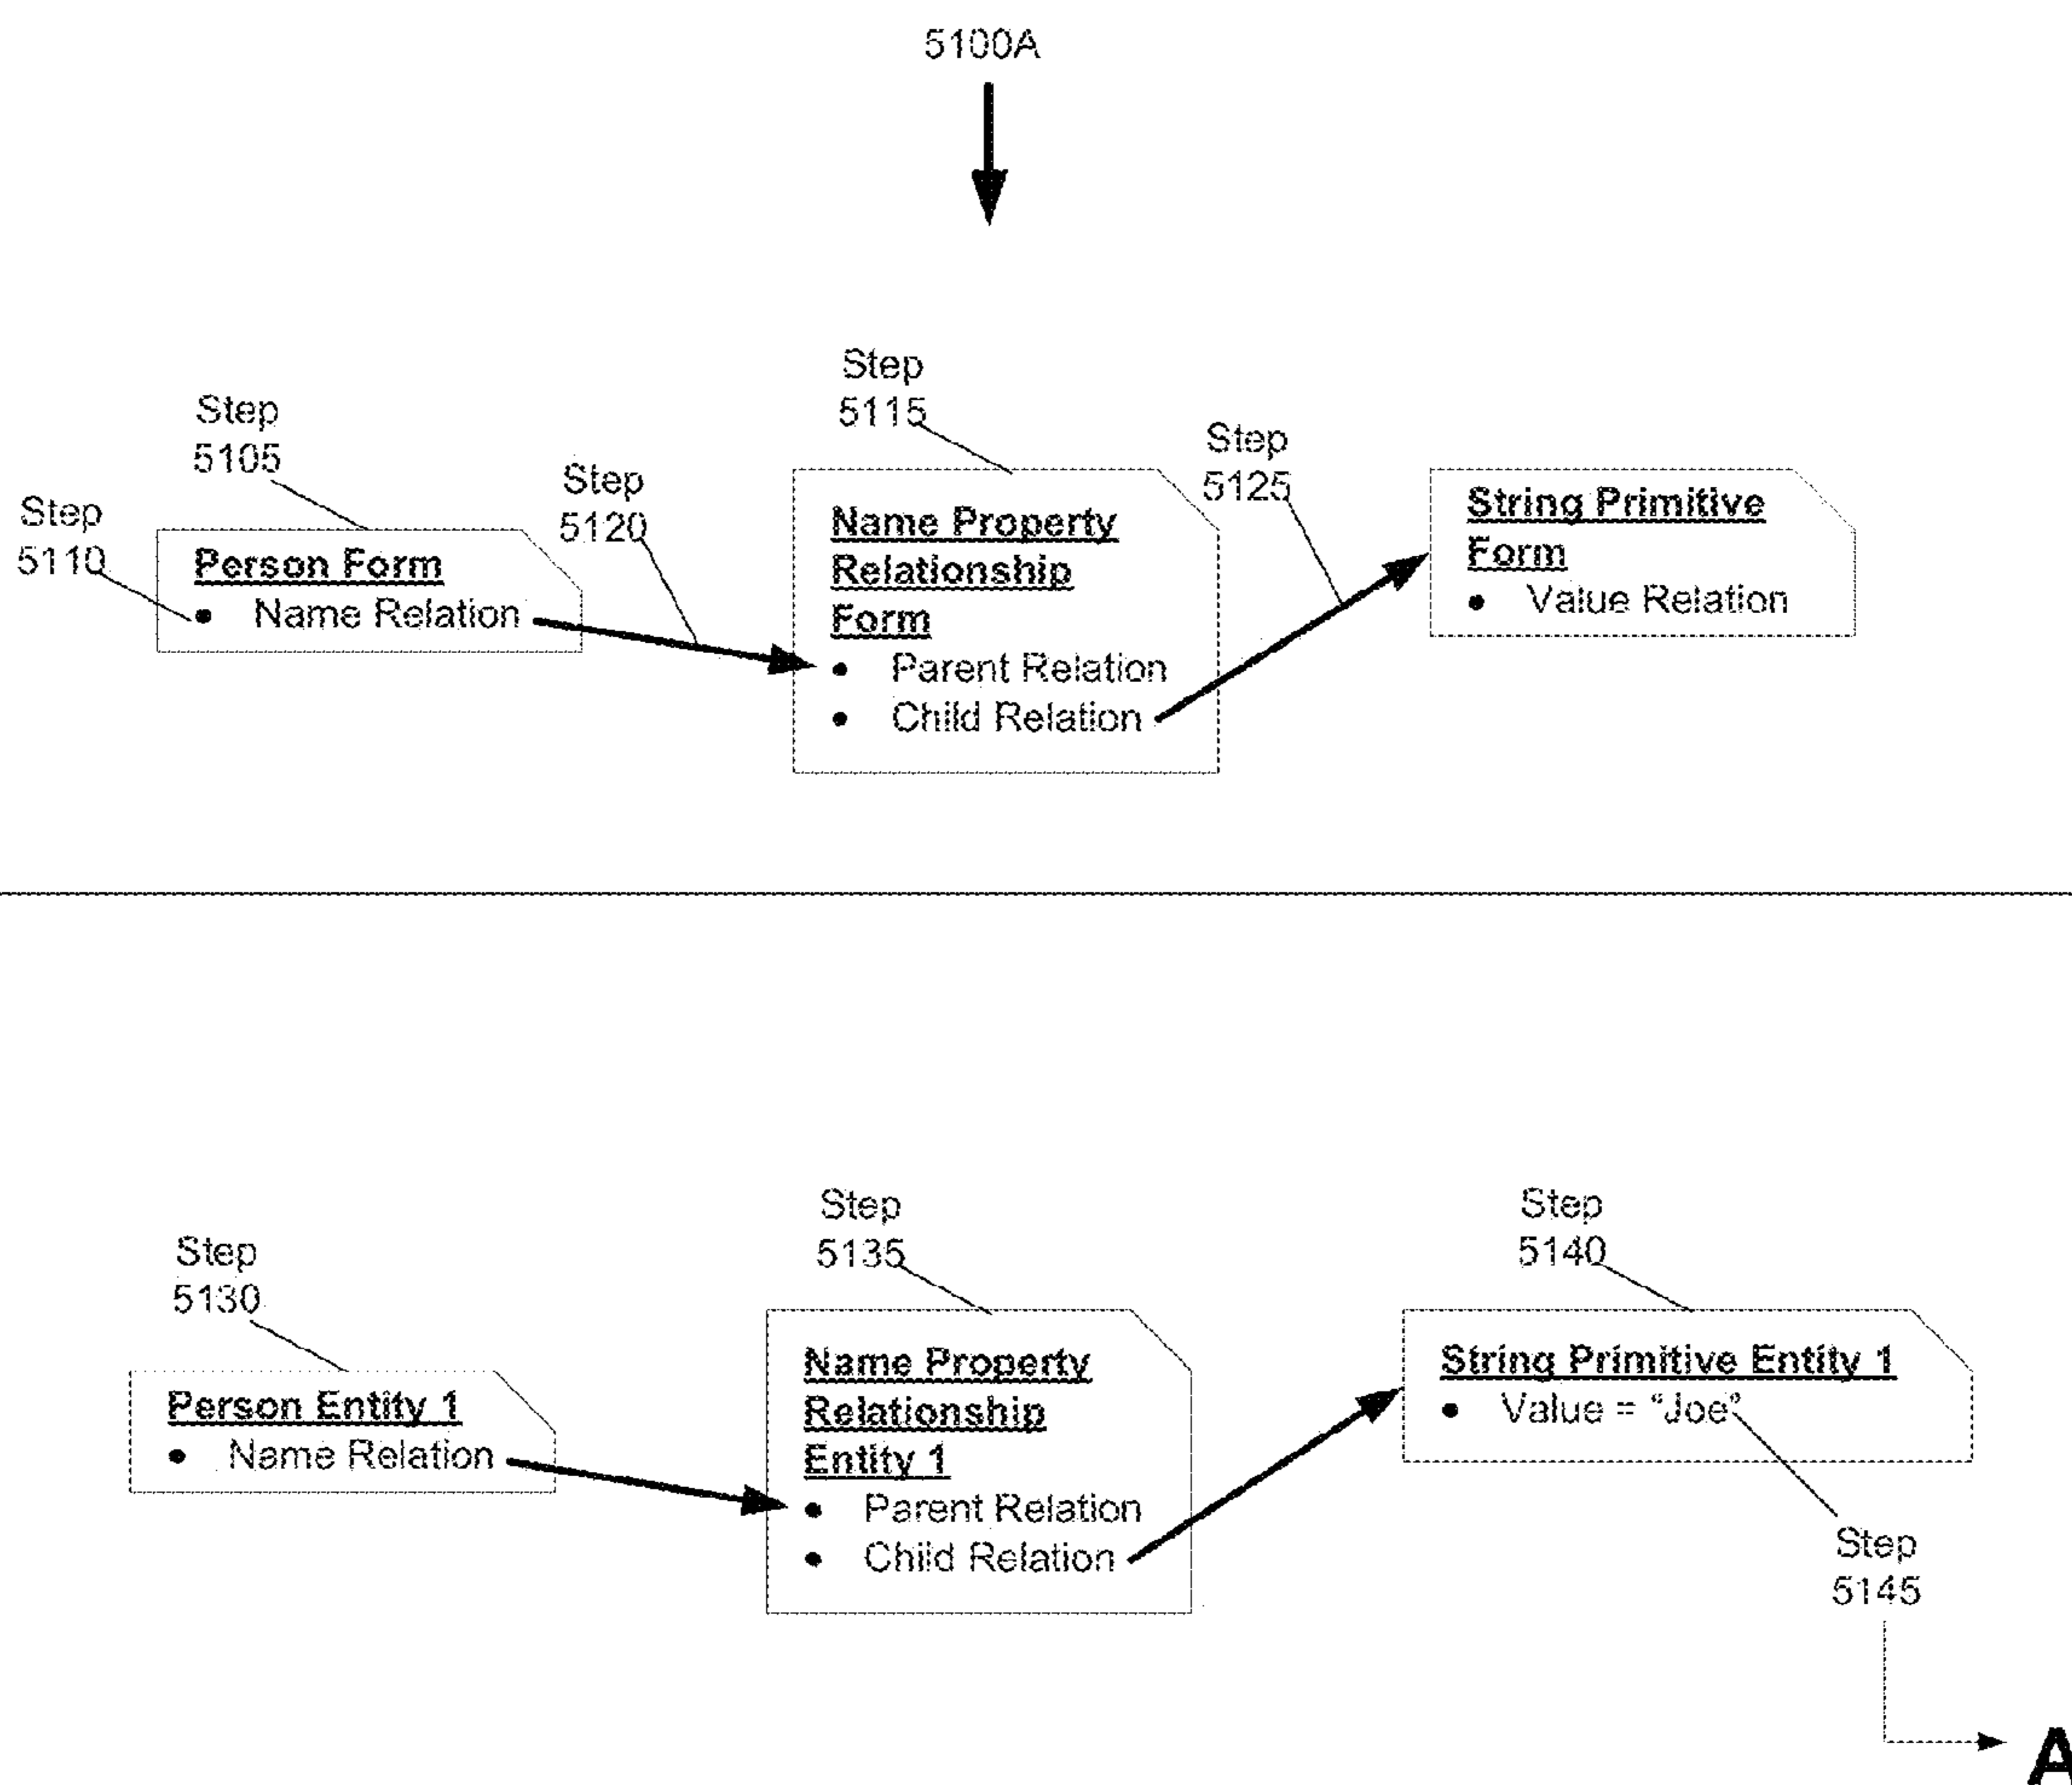 5100A
Step
5115
Step
5105
Step
5125
Step
5120
Step
5110
Person Form
• Name Relation
Name Property
Relationship
Form
• Parent Relation
• Child Relation
String Primitive
Form
• Value Relation
Step
5130
Step
5135
Step
5140
Person Entity 1
• Name Relation
Name Property
Relationship
Entity 1
• Parent Relation
• Child Relation
String Primitive Entity 1
• Value = “Joe”
Step
5145
A